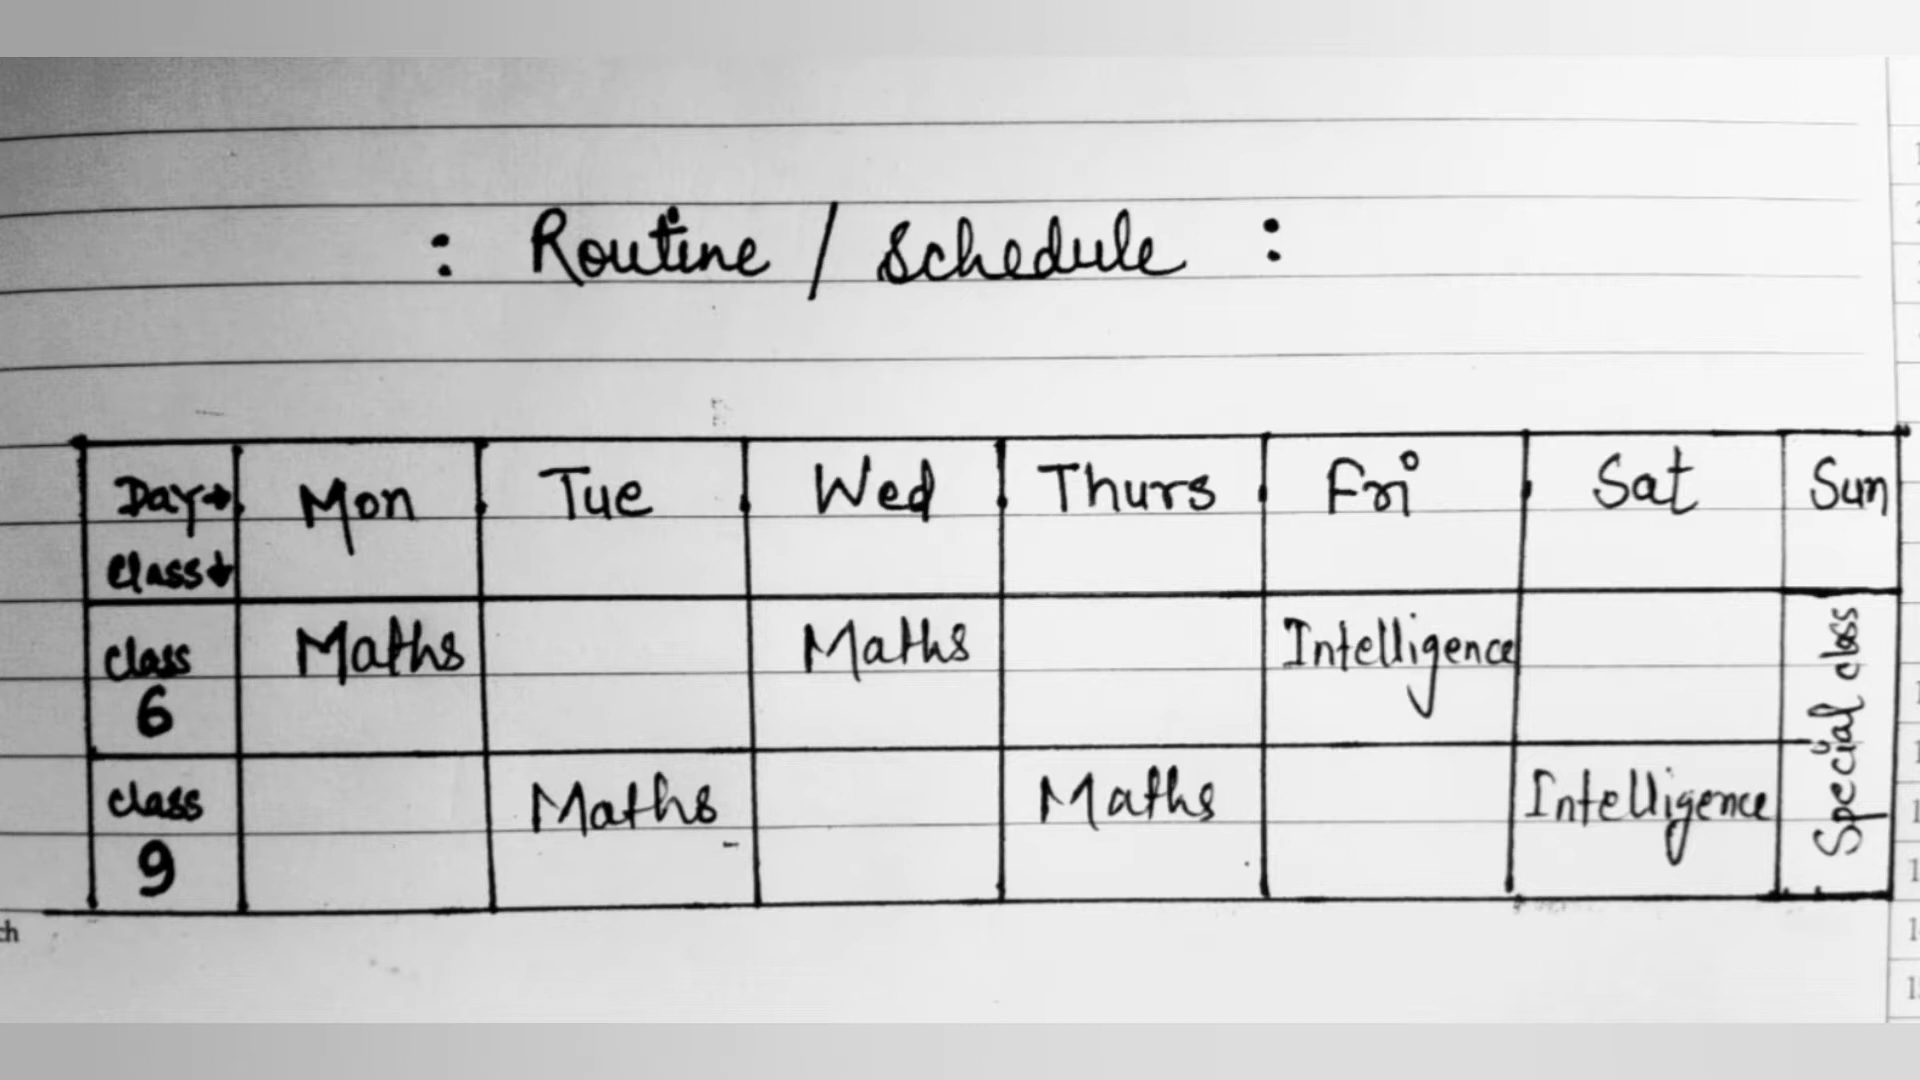 : Routine / Schedule :
Day→ Mon Tue Wed Thurs Fri Sat Sun
Class↓
Class 6 Maths Maths Intelligence
Class 9 Maths Maths Intelligence
Special class